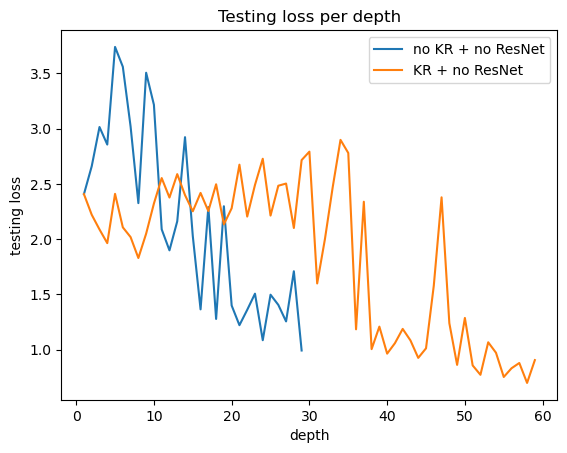 Testing loss per depth
no KR + no ResNet
KR + no ResNet
testing loss
3.5
3.0
2.5
2.0
1.5
1.0
0 10 20 30 40 50 60
depth